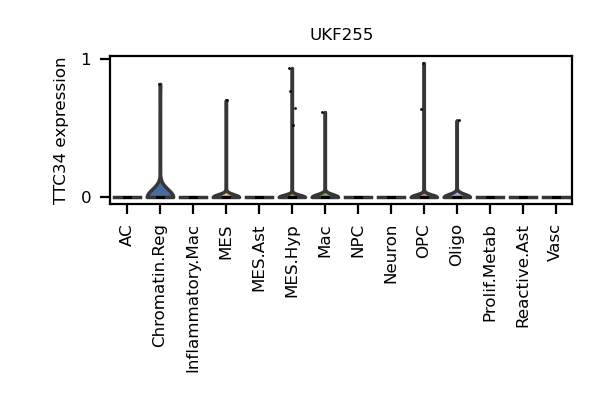 UKF255
TTC34 expression
1
0
AC
Chromatin.Reg
Inflammatory.Mac
MES
MES.Ast
MES.Hyp
Mac
NPC
Neuron
OPC
Oligo
Prolif.Metab
Reactive.Ast
Vasc